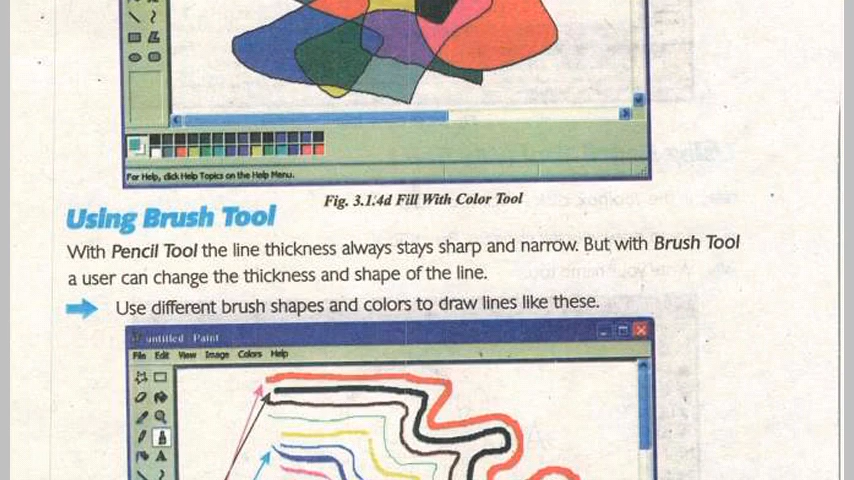 For Help, click Help Topics on the Help Menu.
Fig. 3.1.4d Fill With Color Tool
Using Brush Tool
With Pencil Tool the line thickness always stays sharp and narrow. But with Brush Tool
a user can change the thickness and shape of the line.
Use different brush shapes and colors to draw lines like these.
untitled - Paint
File Edit View Image Colors Help